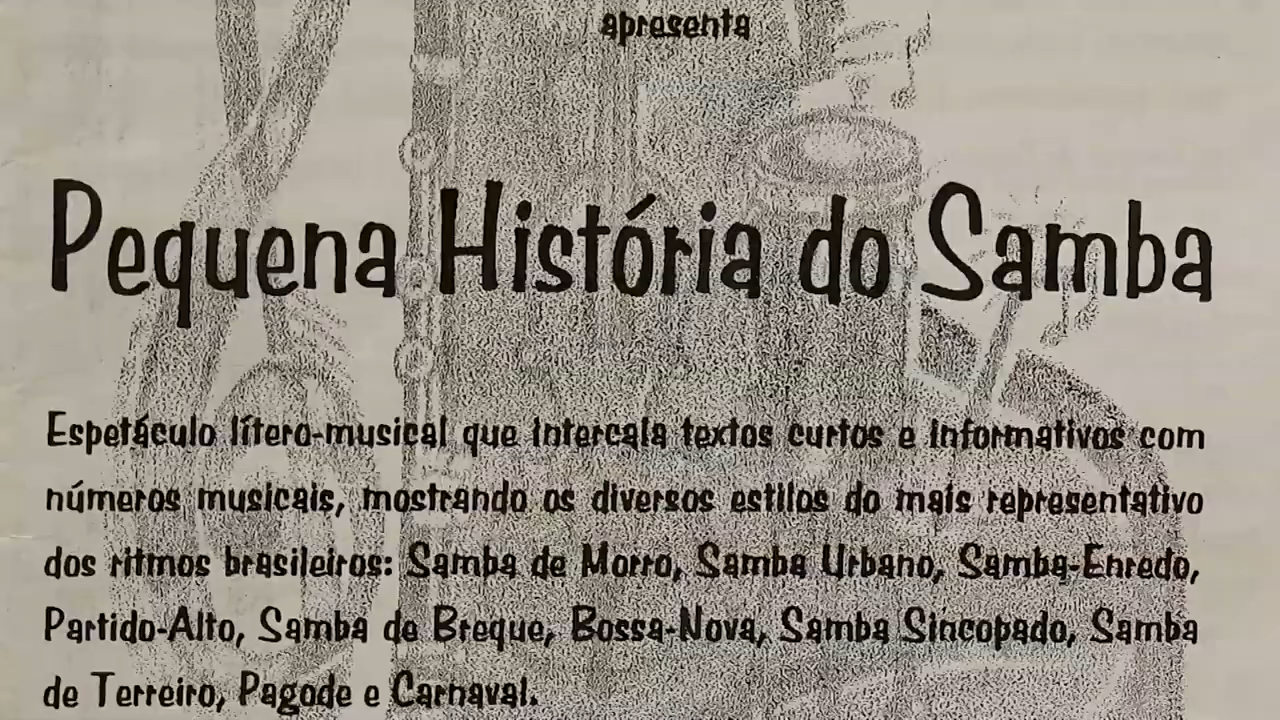 apresenta
Pequena História do Samba
Espetáculo lítero-musical que intercala textos curtos e informativos com
números musicais, mostrando os diversos estilos do mais representativo
dos ritmos brasileiros: Samba de Morro, Samba Urbano, Samba-Enredo,
Partido-Alto, Samba de Breque, Bossa-Nova, Samba Sincopado, Samba
de Terreiro, Pagode e Carnaval.